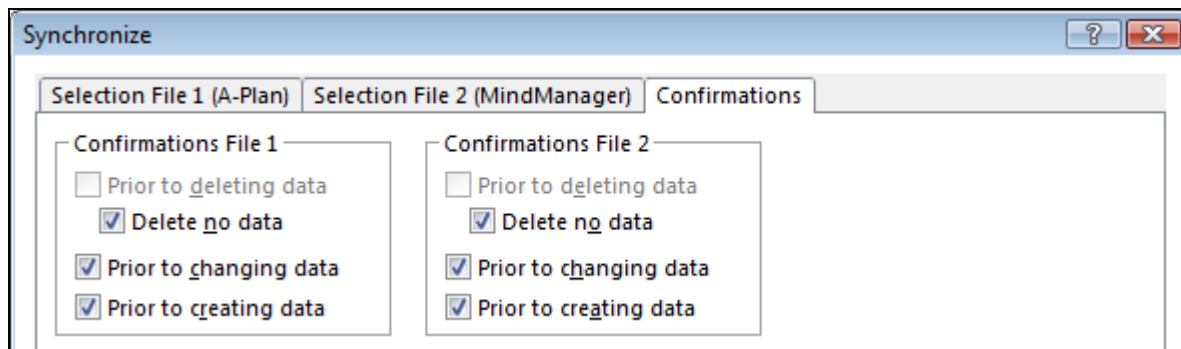 Synchronize
Selection File 1 (A-Plan) Selection File 2 (MindManager) Confirmations
Confirmations File 1 Confirmations File 2
Prior to deleting data Prior to deleting data
Delete no data Delete no data
Prior to changing data Prior to changing data
Prior to creating data Prior to creating data